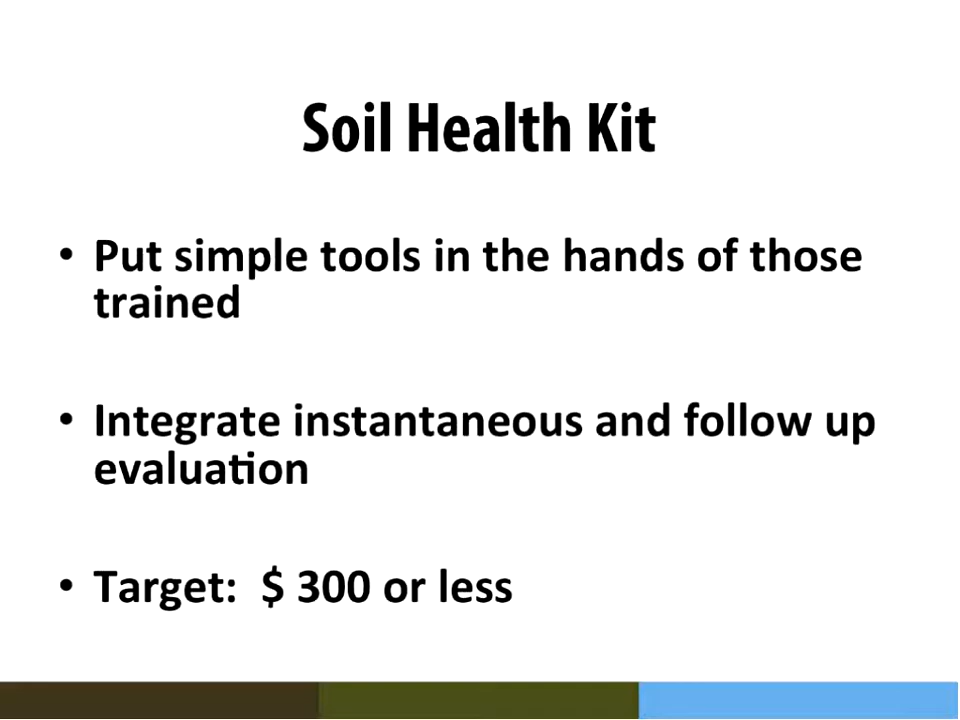 Soil Health Kit
• Put simple tools in the hands of those
trained
• Integrate instantaneous and follow up
evaluation
• Target:  $ 300 or less